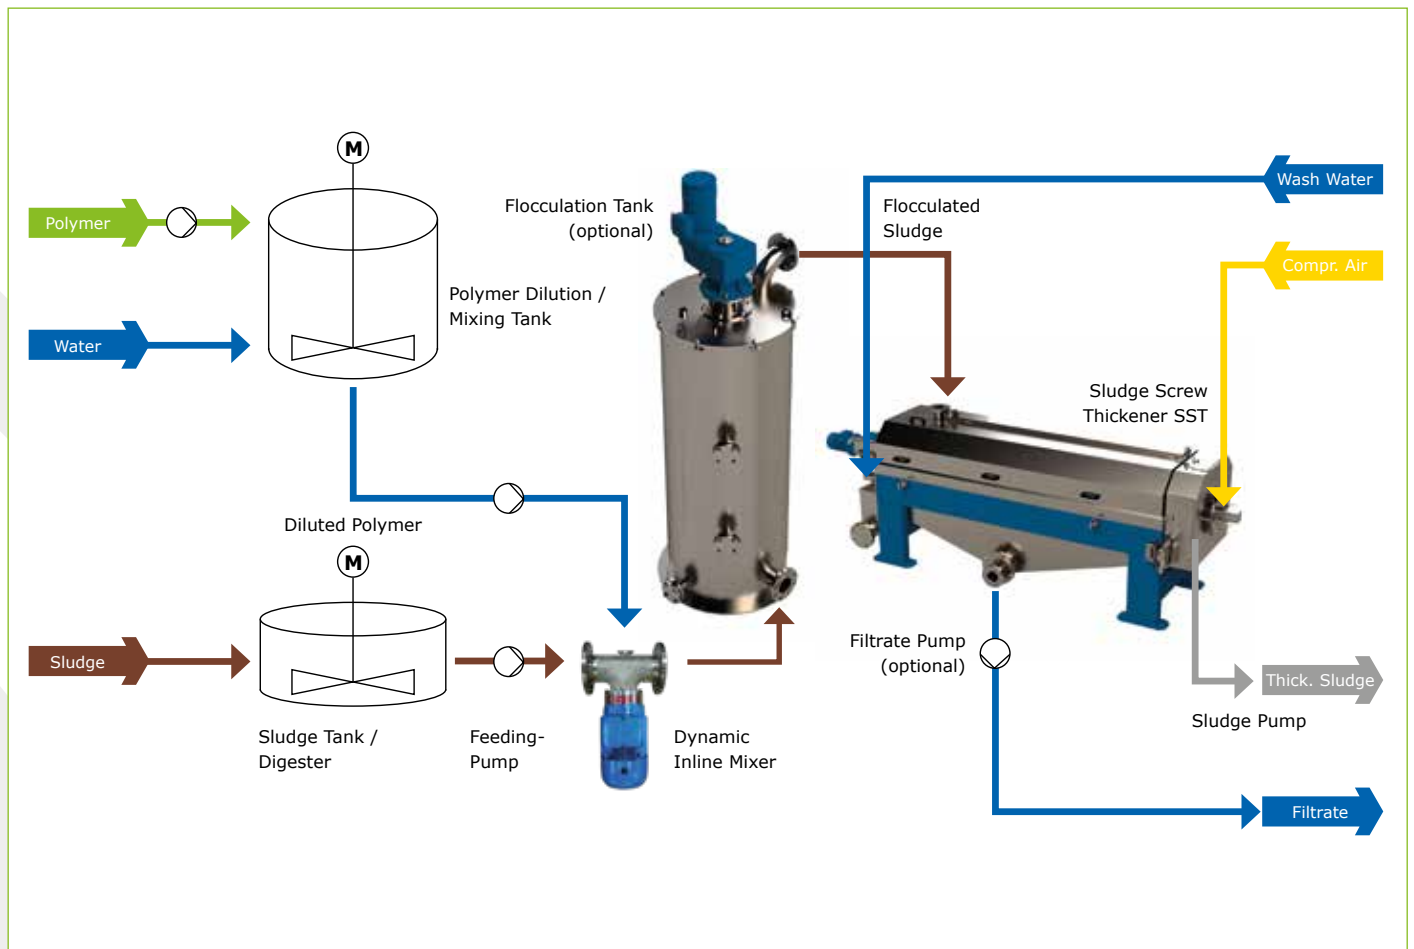 M
Polymer
Water
Polymer Dilution /
Mixing Tank
Flocculation Tank
(optional)
Flocculated
Sludge
Wash Water
Compr. Air
Sludge Screw
Thickener SST
Diluted Polymer
M
Sludge
Sludge Tank /
Digester
Feeding-
Pump
Dynamic
Inline Mixer
Filtrate Pump
(optional)
Thick. Sludge
Sludge Pump
Filtrate